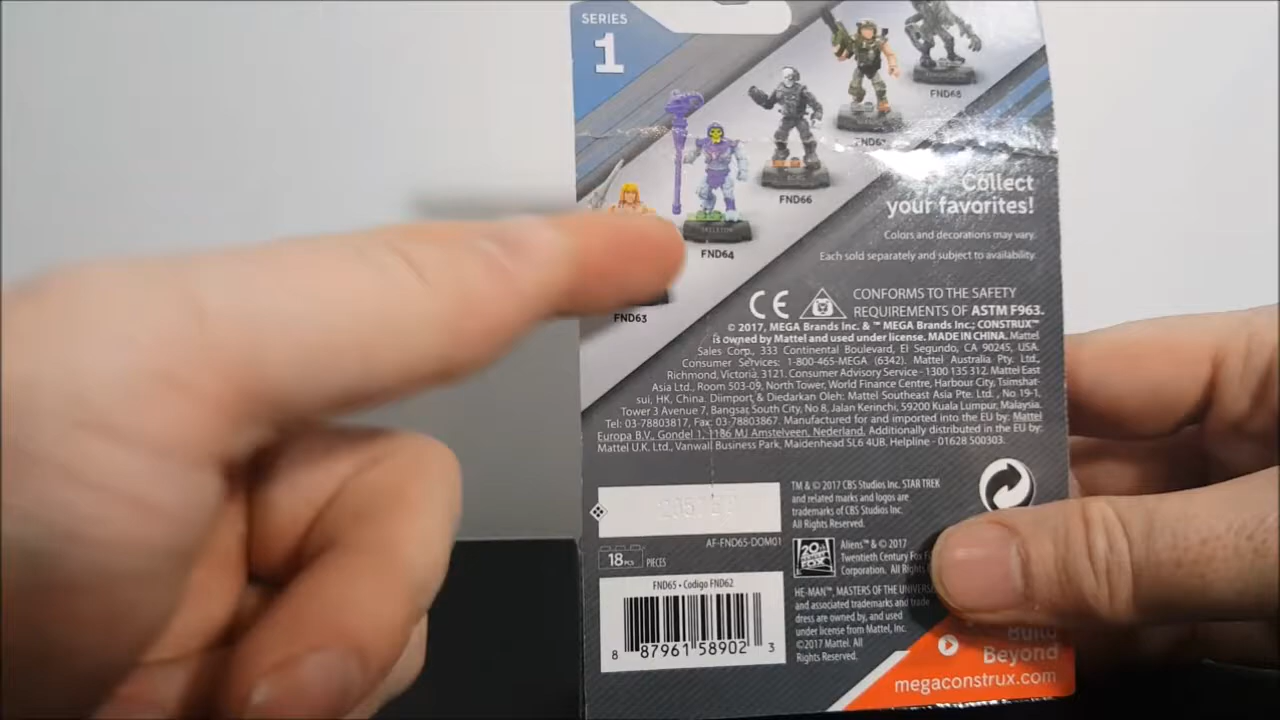 SERIES
1
FND68
FND66
SKELETOR
FND64
FND63
Collect
your favorites!
Colors and decorations may vary.
Each sold separately and subject to availability.
CE
CONFORMS TO THE SAFETY
REQUIREMENTS OF ASTM F963.
© 2017, MEGA Brands Inc. & ™ MEGA Brands Inc.; CONSTRUX™
is owned by Mattel and used under license. MADE IN CHINA. Mattel
Sales Corp., 333 Continental Boulevard, El Segundo, CA 90245, USA.
Consumer Services: 1-800-465-MEGA (6342). Mattel Australia Pty. Ltd.,
Richmond, Victoria. 3121. Consumer Advisory Service - 1300 135 312. Mattel East
Asia Ltd., Room 503-09, North Tower, World Finance Centre, Harbour City, Tsimshat-
sui, HK, China. Diimport & Diedarkan Oleh: Mattel Southeast Asia Pte. Ltd., No 19-1,
Tower 3 Avenue 7, Bangsar South City, No 8, Jalan Kerinchi, 59200 Kuala Lumpur, Malaysia.
Tel: 03-78803817, Fax: 03-78803867. Manufactured for and imported into the EU by: Mattel
Europa B.V., Gondel 1, 1186 MJ Amstelveen, Nederland. Additionally distributed in the EU by:
Mattel U.K. Ltd., Vanwall Business Park, Maidenhead SL6 4UB. Helpline - 01628 500303.
TM & © 2017 CBS Studios Inc. STAR TREK
and related marks and logos are
trademarks of CBS Studios Inc.
All Rights Reserved.
AF-FND65-DOM01
18 PCS PIECES
20th CENTURY FOX
Aliens™ & © 2017
Twentieth Century Fox
Corporation. All Rights
FND65 • Codigo FND62
8 87961 58902 3
HE-MAN™, MASTERS OF THE UNIVERSE
and associated trademarks and trade
dress are owned by, and used
under license from Mattel, Inc.
©2017 Mattel. All
Rights Reserved.
Build
Beyond
megaconstrux.com